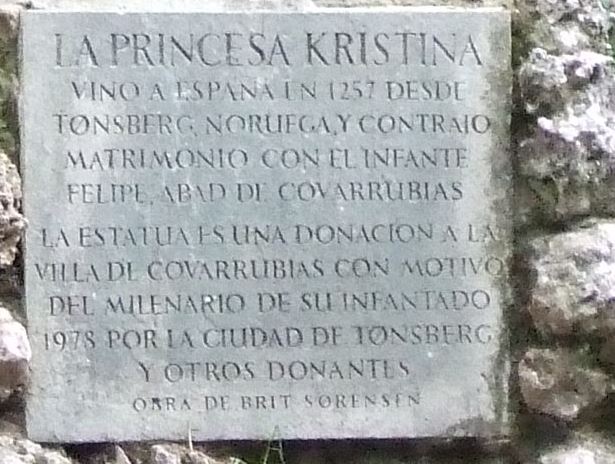 LA PRINCESA KRISTINA
VINO A ESPAÑA EN 1257 DESDE
TØNSBERG, NORUEGA, Y CONTRAJO
MATRIMONIO CON EL INFANTE
FELIPE, ABAD DE COVARRUBIAS
LA ESTATUA ES UNA DONACION A LA
VILLA DE COVARRUBIAS CON MOTIVO
DEL MILENARIO DE SU INFANTADO
1978 POR LA CIUDAD DE TØNSBERG
Y OTROS DONANTES
OBRA DE BRIT SØRENSEN